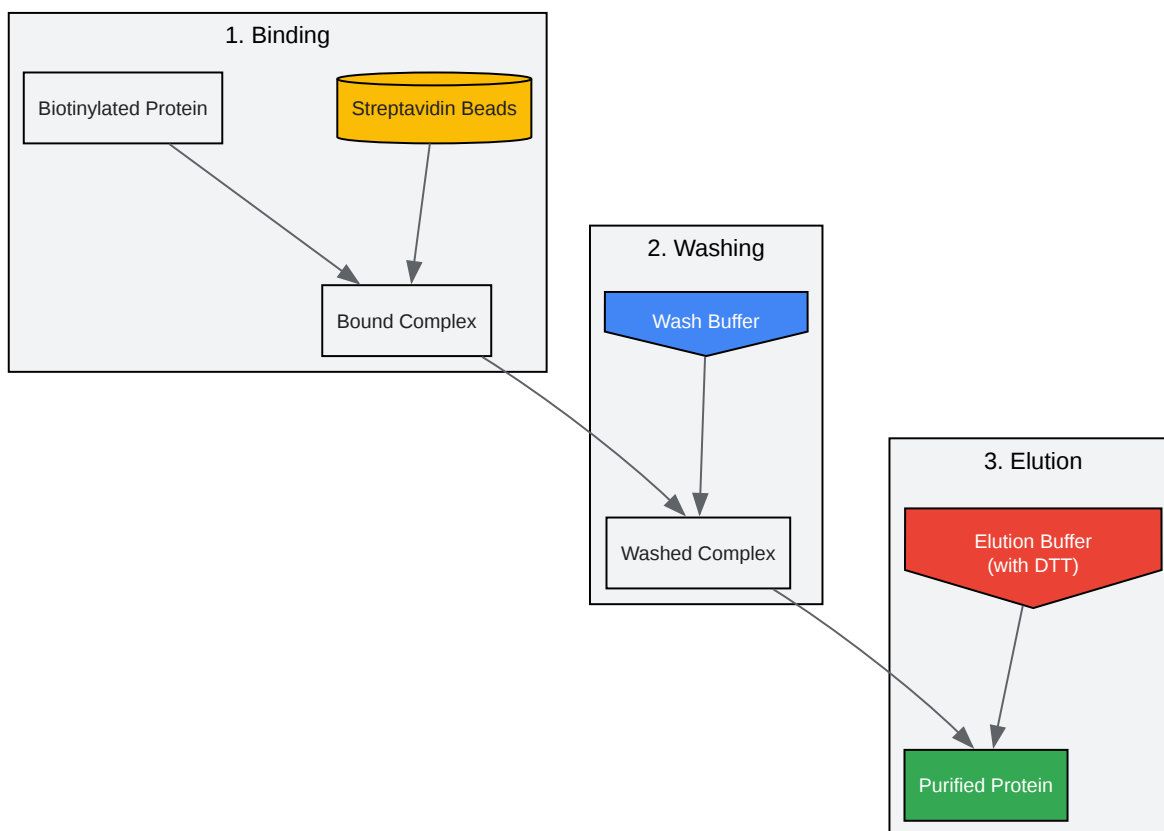 1. Binding
Biotinylated Protein
Streptavidin Beads
Bound Complex
2. Washing
Wash Buffer
Washed Complex
3. Elution
Elution Buffer
(with DTT)
Purified Protein